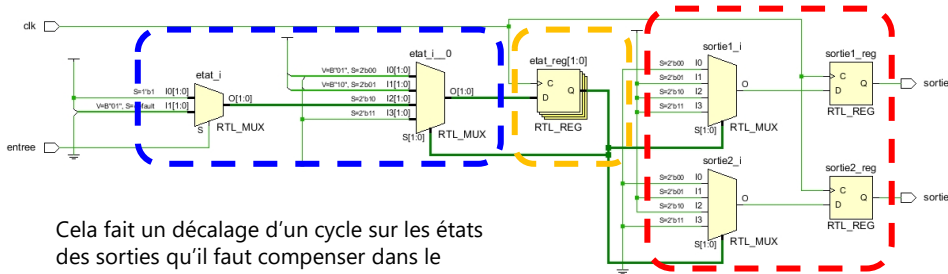 clk
entree
etat_i
S=1'b1 I0[1:0]
I1[1:0]
O[1:0]
S
RTL_MUX
etat_i__0
V=B"01", S=2'b00 I0[1:0]
V=B"10", S=2'b01 I1[1:0]
S=2'b10 I2[1:0]
S=2'b11 I3[1:0]
O[1:0]
S[1:0]
RTL_MUX
etat_reg[1:0]
C
D
Q
RTL_REG
sortie1_i
S=2'b00 I0
S=2'b01 I1
S=2'b10 I2
S=2'b11 I3
O
S[1:0]
RTL_MUX
sortie1_reg
C
D
Q
RTL_REG
sortie
sortie2_i
S=2'b00 I0
S=2'b01 I1
S=2'b10 I2
S=2'b11 I3
O
S[1:0]
RTL_MUX
sortie2_reg
C
D
Q
RTL_REG
sortie
Cela fait un décalage d'un cycle sur les états
des sorties qu'il faut compenser dans le